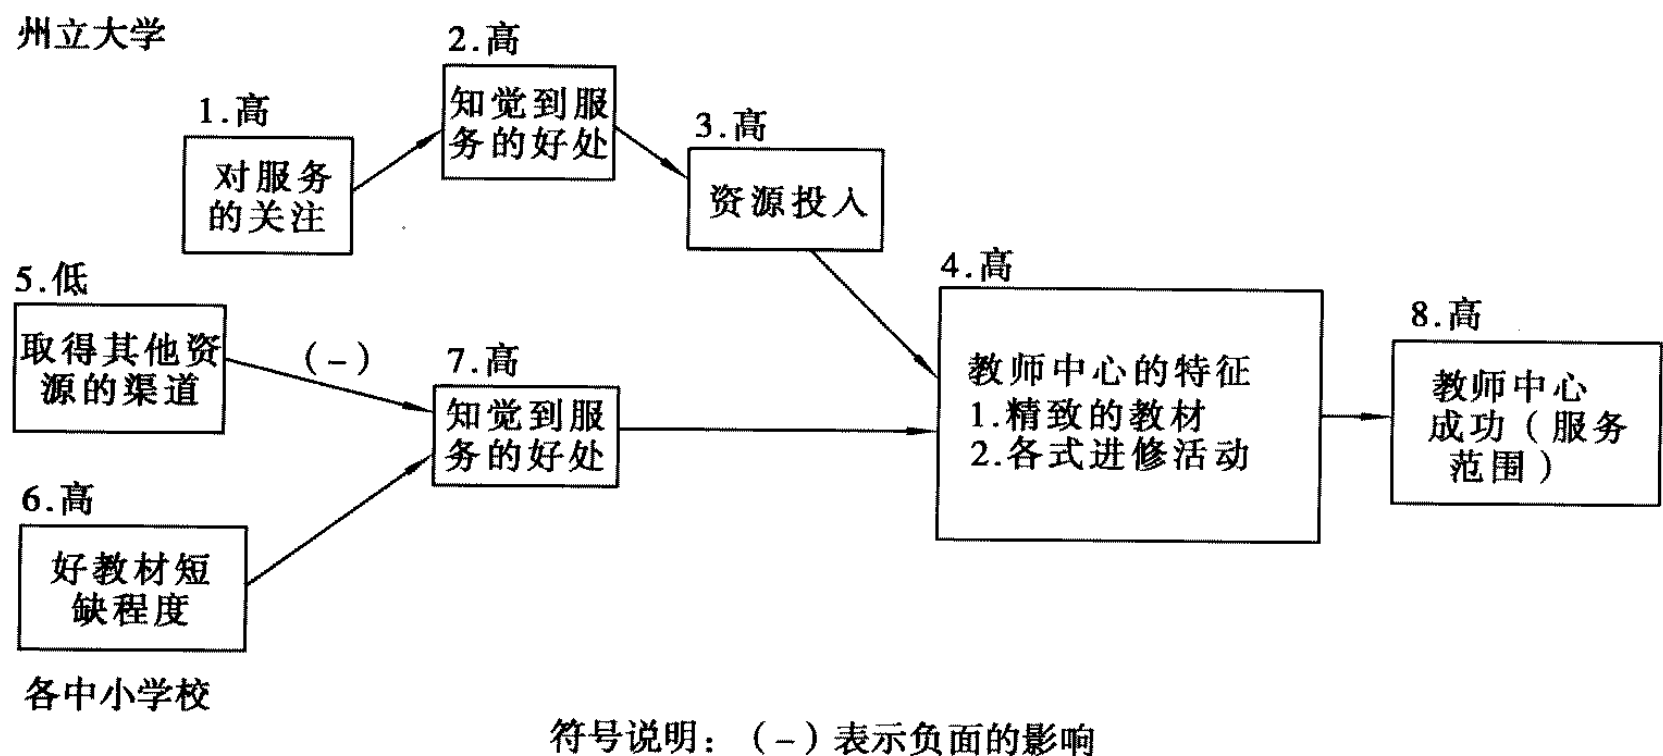 州立大学
2.高
知觉到服
务的好处
1.高
对服务
的关注
3.高
资源投入
5.低
取得其他资
源的渠道
(-)
7.高
知觉到服
务的好处
4.高
教师中心的特征
1.精致的教材
2.各式进修活动
8.高
教师中心
成功(服务
范围)
6.高
好教材短
缺程度
各中小学校
符号说明:(-)表示负面的影响